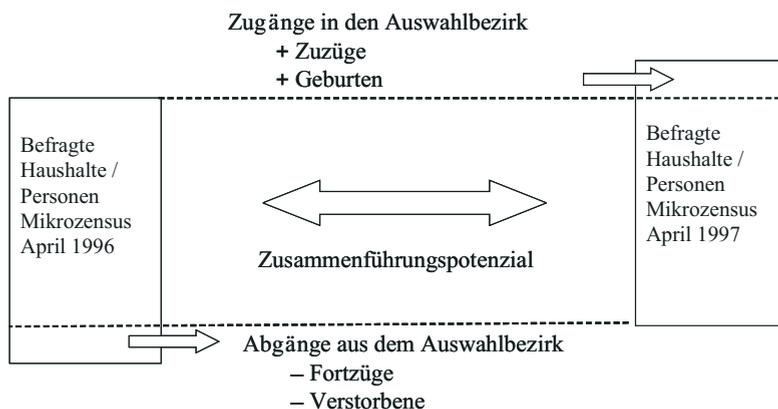 Zugänge in den Auswahlbezirk
+ Zuzüge
+ Geburten
Befragte
Haushalte /
Personen
Mikrozensus
April 1996
Befragte
Haushalte /
Personen
Mikrozensus
April 1997
Zusammenführungspotenzial
Abgänge aus dem Auswahlbezirk
– Fortzüge
– Verstorbene